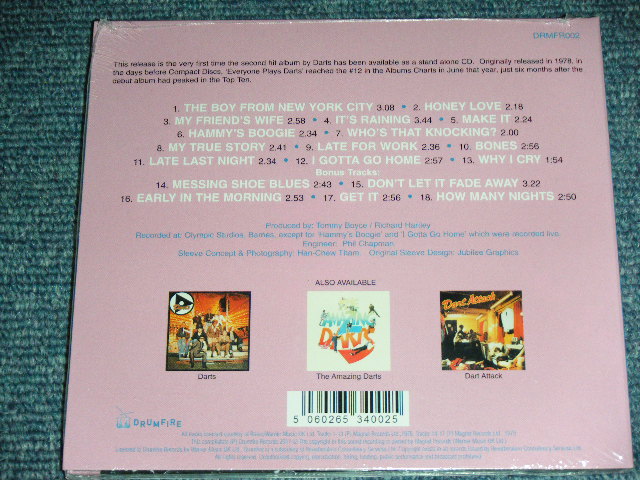 DRMFR002
This release is the very first time the second hit album by Darts has been available as a stand alone CD. Originally released in 1978, in
the days before Compact Discs, 'Everyone Plays Darts' reached the #12 in the Albums Charts in June that year, just six months after the
debut album had peaked in the Top Ten.
1. THE BOY FROM NEW YORK CITY 3.08 • 2. HONEY LOVE 2.18
3. MY FRIEND'S WIFE 2.58 • 4. IT'S RAINING 3.44 • 5. MAKE IT 2.24
6. HAMMY'S BOOGIE 2.34 • 7. WHO'S THAT KNOCKING? 2.00
8. MY TRUE STORY 2.41 • 9. LATE FOR WORK 2.36 • 10. BONES 2:56
11. LATE LAST NIGHT 2.34 • 12. I GOTTA GO HOME 2:57 • 13. WHY I CRY 1:54
Bonus Tracks:
14. MESSING SHOE BLUES 2:43 • 15. DON'T LET IT FADE AWAY 3.22
16. EARLY IN THE MORNING 2.53 • 17. GET IT 2:56 • 18. HOW MANY NIGHTS 2:50
Produced by: Tommy Boyce / Richard Hartley
Recorded at: Olympic Studios, Barnes, except for 'Hammy's Boogie' and 'I Gotta Go Home' which were recorded live.
Engineer: Phil Chapman
Sleeve Concept & Photography: Han-Chew Tham. Original Sleeve Design: Jubilee Graphics
ALSO AVAILABLE
AMAZING
DARTS
Dart Attack
Darts
The Amazing Darts
Dart Attack
5 060265 340025
DRUMFIRE